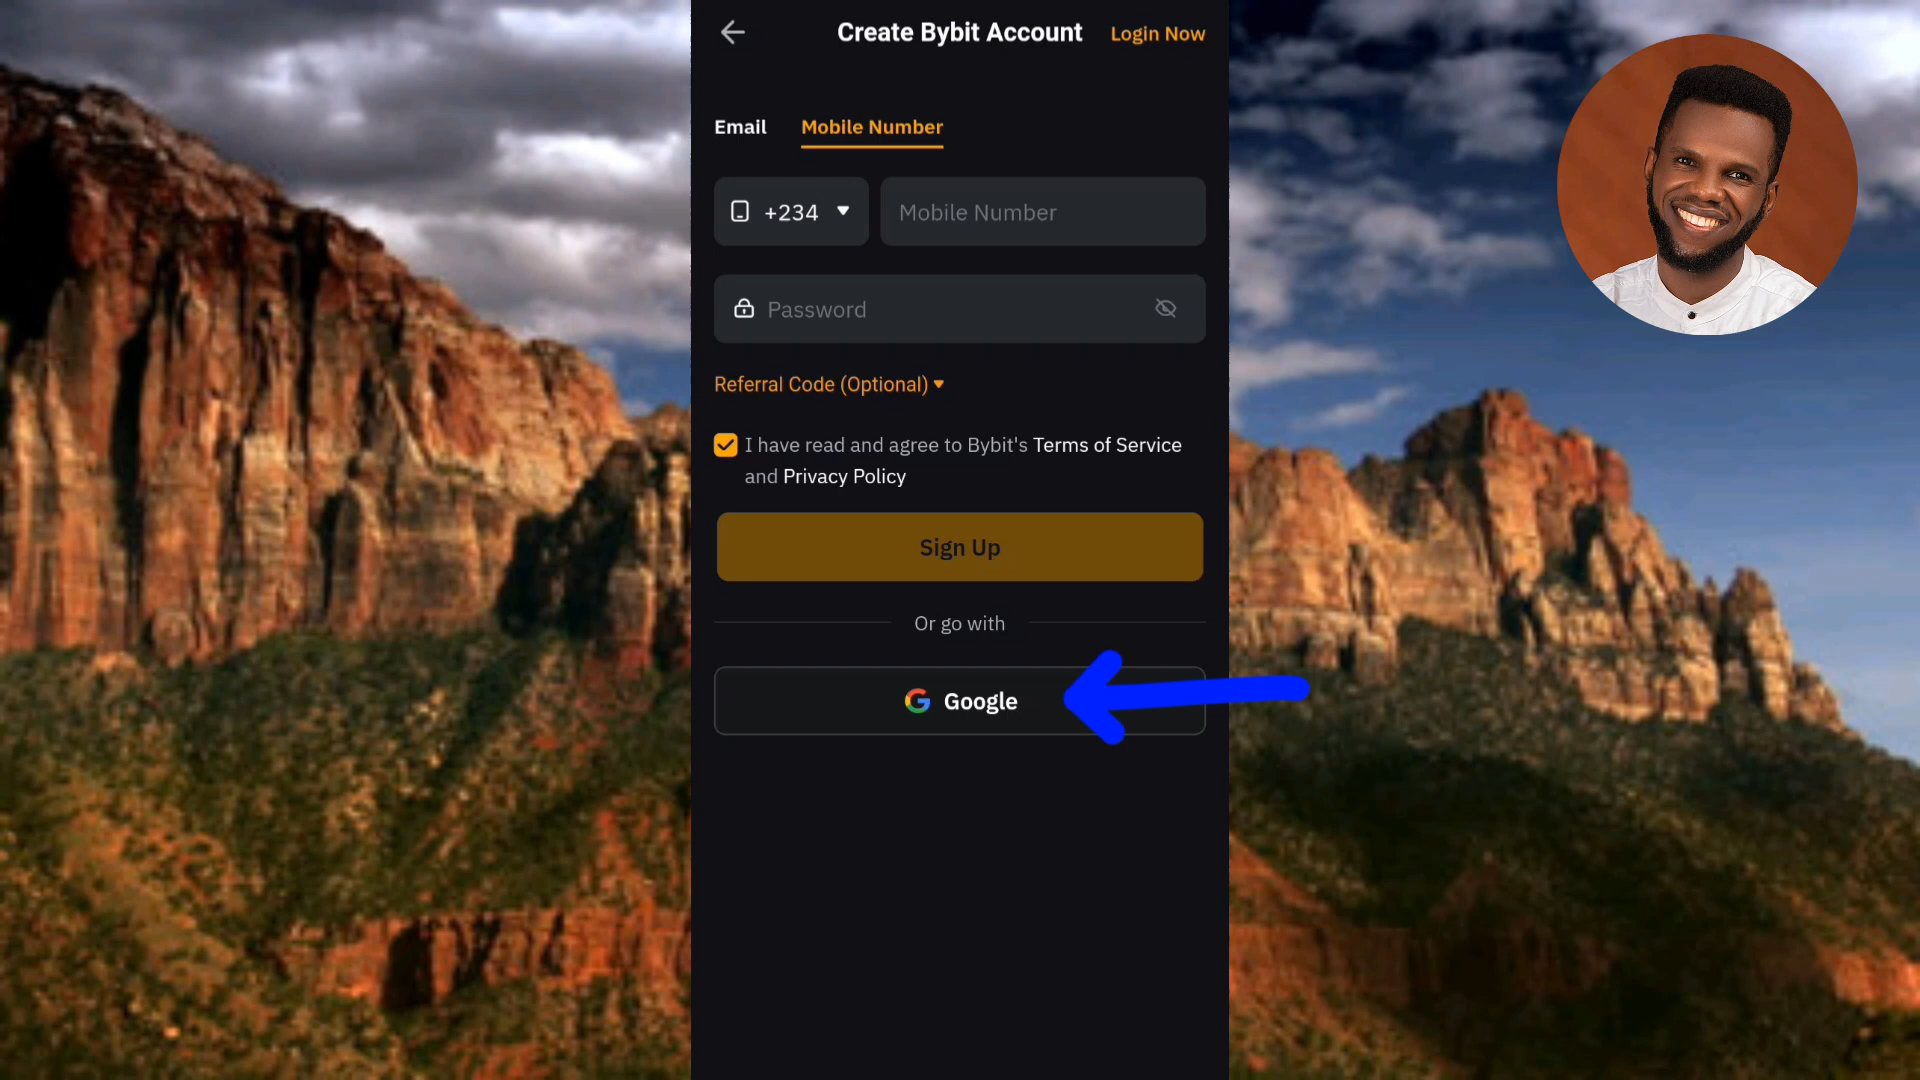 Create Bybit Account
Login Now
Email
Mobile Number
+234
Mobile Number
Password
Referral Code (Optional)
I have read and agree to Bybit's Terms of Service
and Privacy Policy
Sign Up
Or go with
Google